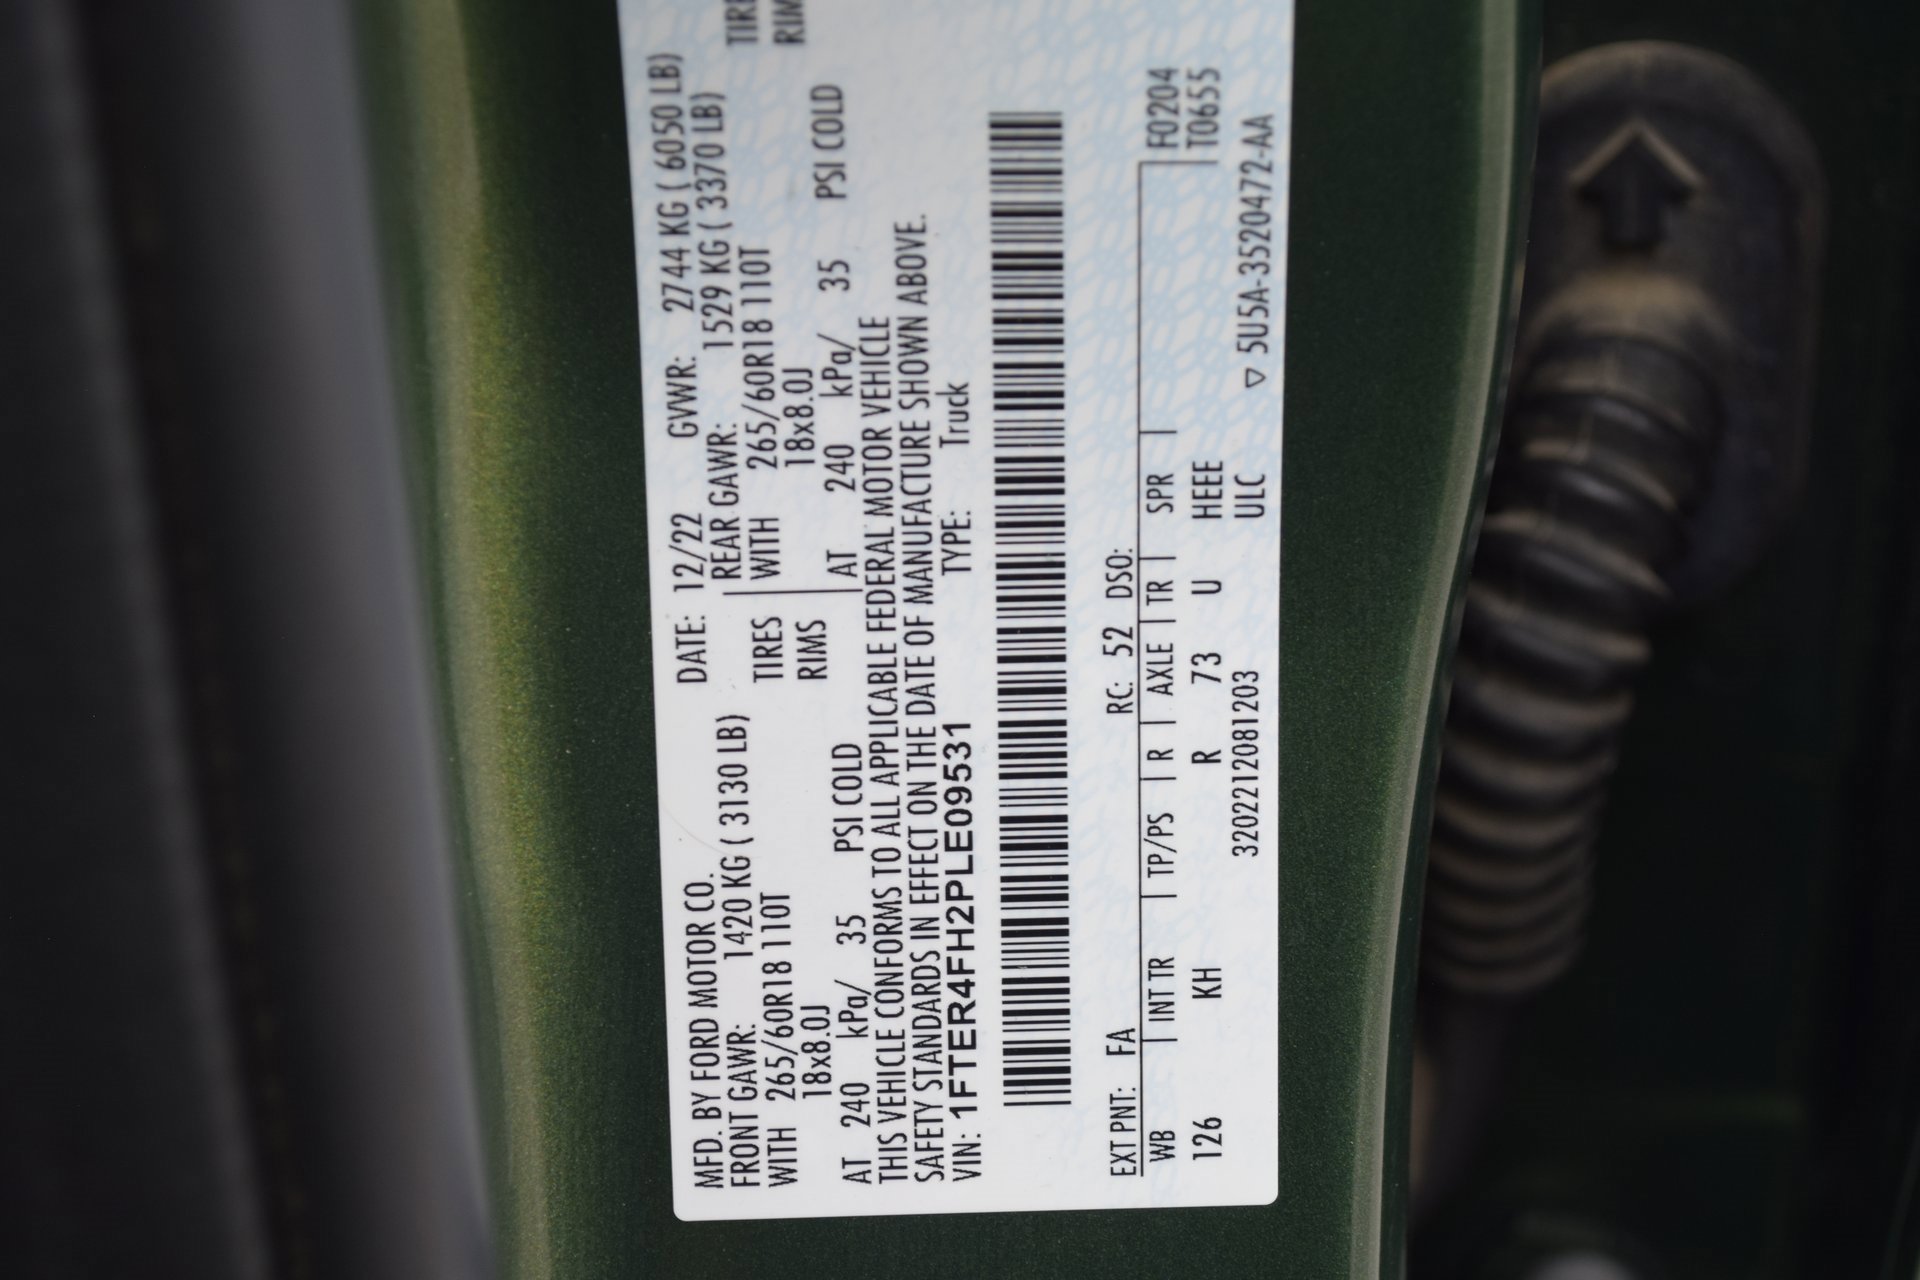 MFD. BY FORD MOTOR CO.
DATE: 12/22 GVWR: 2744 KG ( 6050 LB)
FRONT GAWR: 1420 KG ( 3130 LB)
REAR GAWR: 1529 KG ( 3370 LB)
WITH 265/60R18 110T TIRES
WITH 265/60R18 110T
18x8.0J RIMS
18x8.0J
AT 240 kPa/ 35 PSI COLD
AT 240 kPa/ 35 PSI COLD
THIS VEHICLE CONFORMS TO ALL APPLICABLE FEDERAL MOTOR VEHICLE
SAFETY STANDARDS IN EFFECT ON THE DATE OF MANUFACTURE SHOWN ABOVE.
VIN: 1FTER4FH2PLE09531 TYPE: Truck
EXT PNT: FA RC: 52 DSO:
F0204
WB INT TR TP/PS R AXLE TR SPR
T0655
126 KH R 73 U HEEE
3202212081203 ULC ▽ 5U5A-3520472-AA